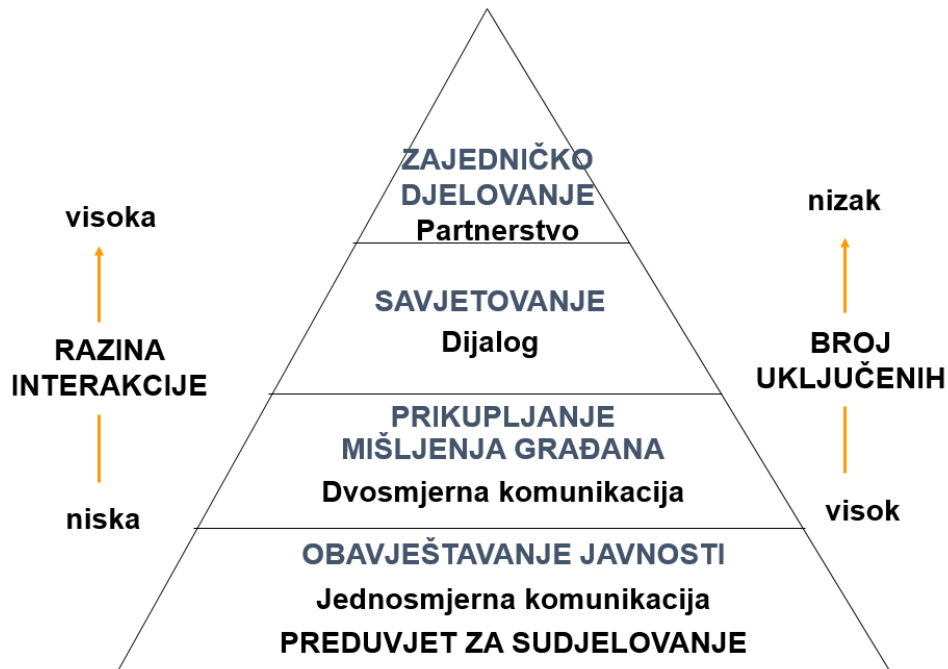 ZAJEDNIČKO
DJELOVANJE
Partnerstvo
SAVJETOVANJE
Dijalog
PRIKUPLJANJE
MIŠLJENJA GRAĐANA
Dvosmjerna komunikacija
OBAVJEŠTAVANJE JAVNOSTI
Jednosmjerna komunikacija
PREDUVJET ZA SUDJELOVANJE
visoka
RAZINA
INTERAKCIJE
niska
nizak
BROJ
UKLJUČENIH
visok